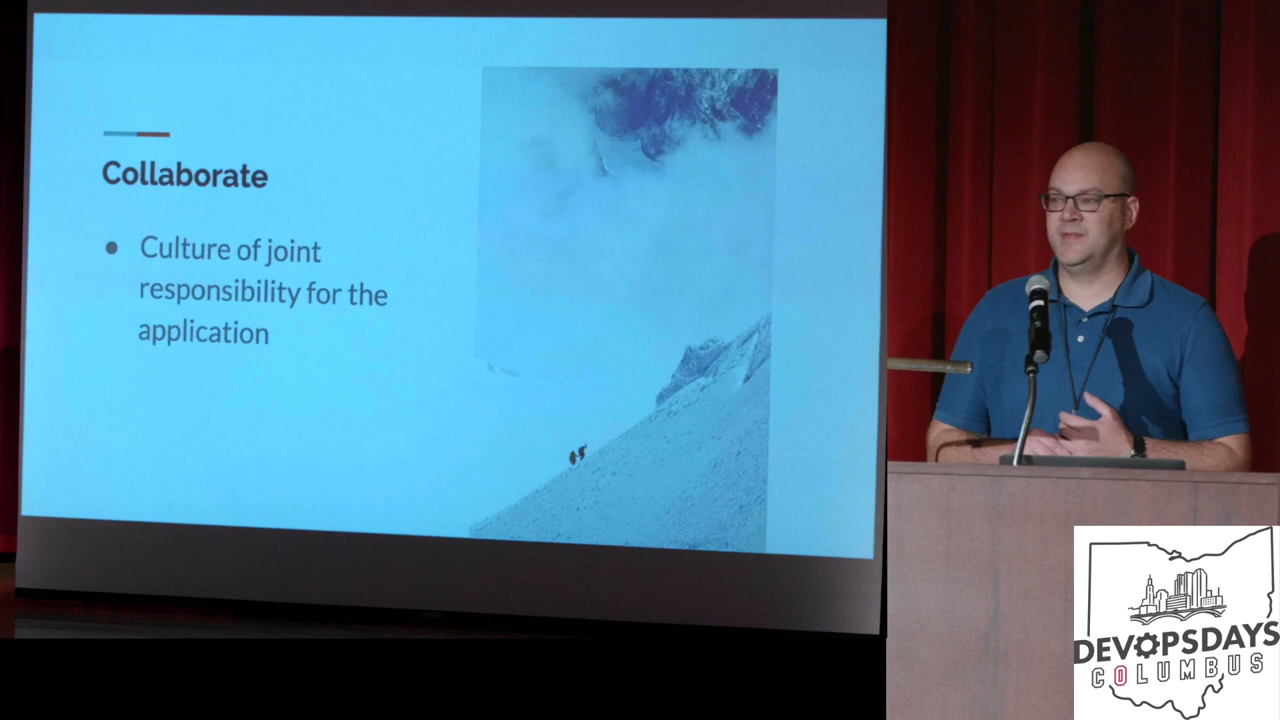 Collaborate
● Culture of joint
responsibility for the
application
DEVOPSDAYS
COLUMBUS